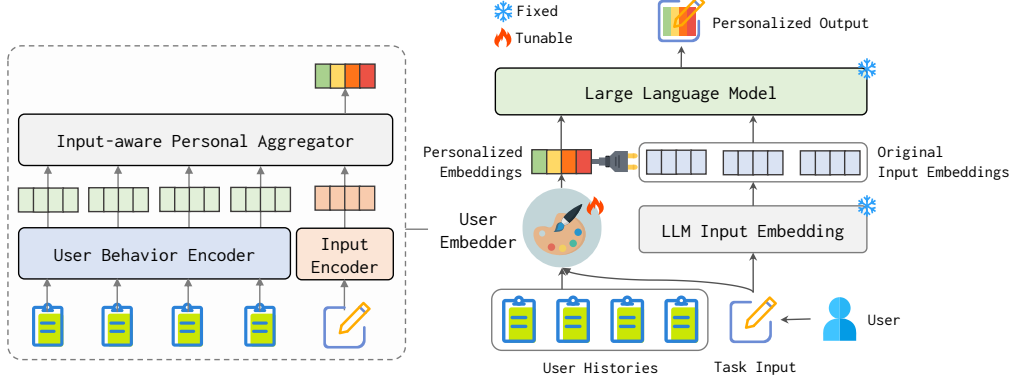 Input-aware Personal Aggregator
User Behavior Encoder
Input
Encoder
Fixed
Tunable
Personalized Output
Large Language Model
Personalized
Embeddings
Original
Input Embeddings
User
Embedder
LLM Input Embedding
User
User Histories
Task Input